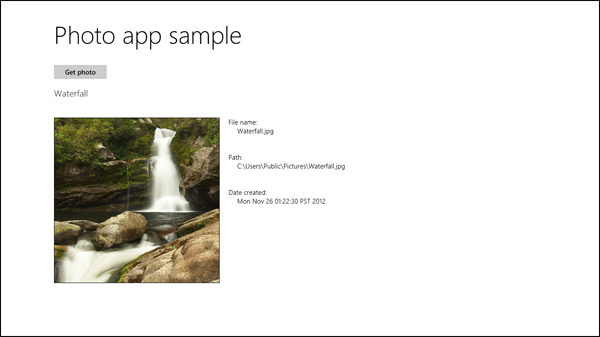 Photo app sample
Get photo
Waterfall
File name:
Waterfall.jpg
Path:
C:\Users\Public\Pictures\Waterfall.jpg
Date created:
Mon Nov 26 01:22:30 PST 2012